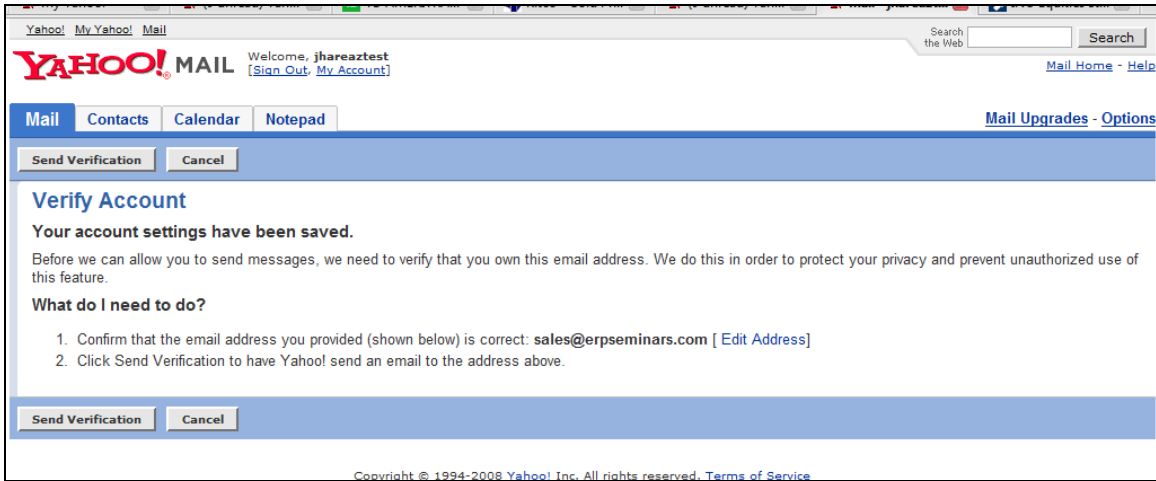 Yahoo! My Yahoo! Mail
Search the Web
Search
YAHOO! MAIL
Welcome, jhareaztest
[Sign Out, My Account]
Mail Home - Help
Mail Contacts Calendar Notepad
Mail Upgrades - Options
Send Verification Cancel
Verify Account
Your account settings have been saved.
Before we can allow you to send messages, we need to verify that you own this email address. We do this in order to protect your privacy and prevent unauthorized use of
this feature.
What do I need to do?
1. Confirm that the email address you provided (shown below) is correct: sales@erpseminars.com [ Edit Address]
2. Click Send Verification to have Yahoo! send an email to the address above.
Send Verification Cancel
Copyright © 1994-2008 Yahoo! Inc. All rights reserved. Terms of Service